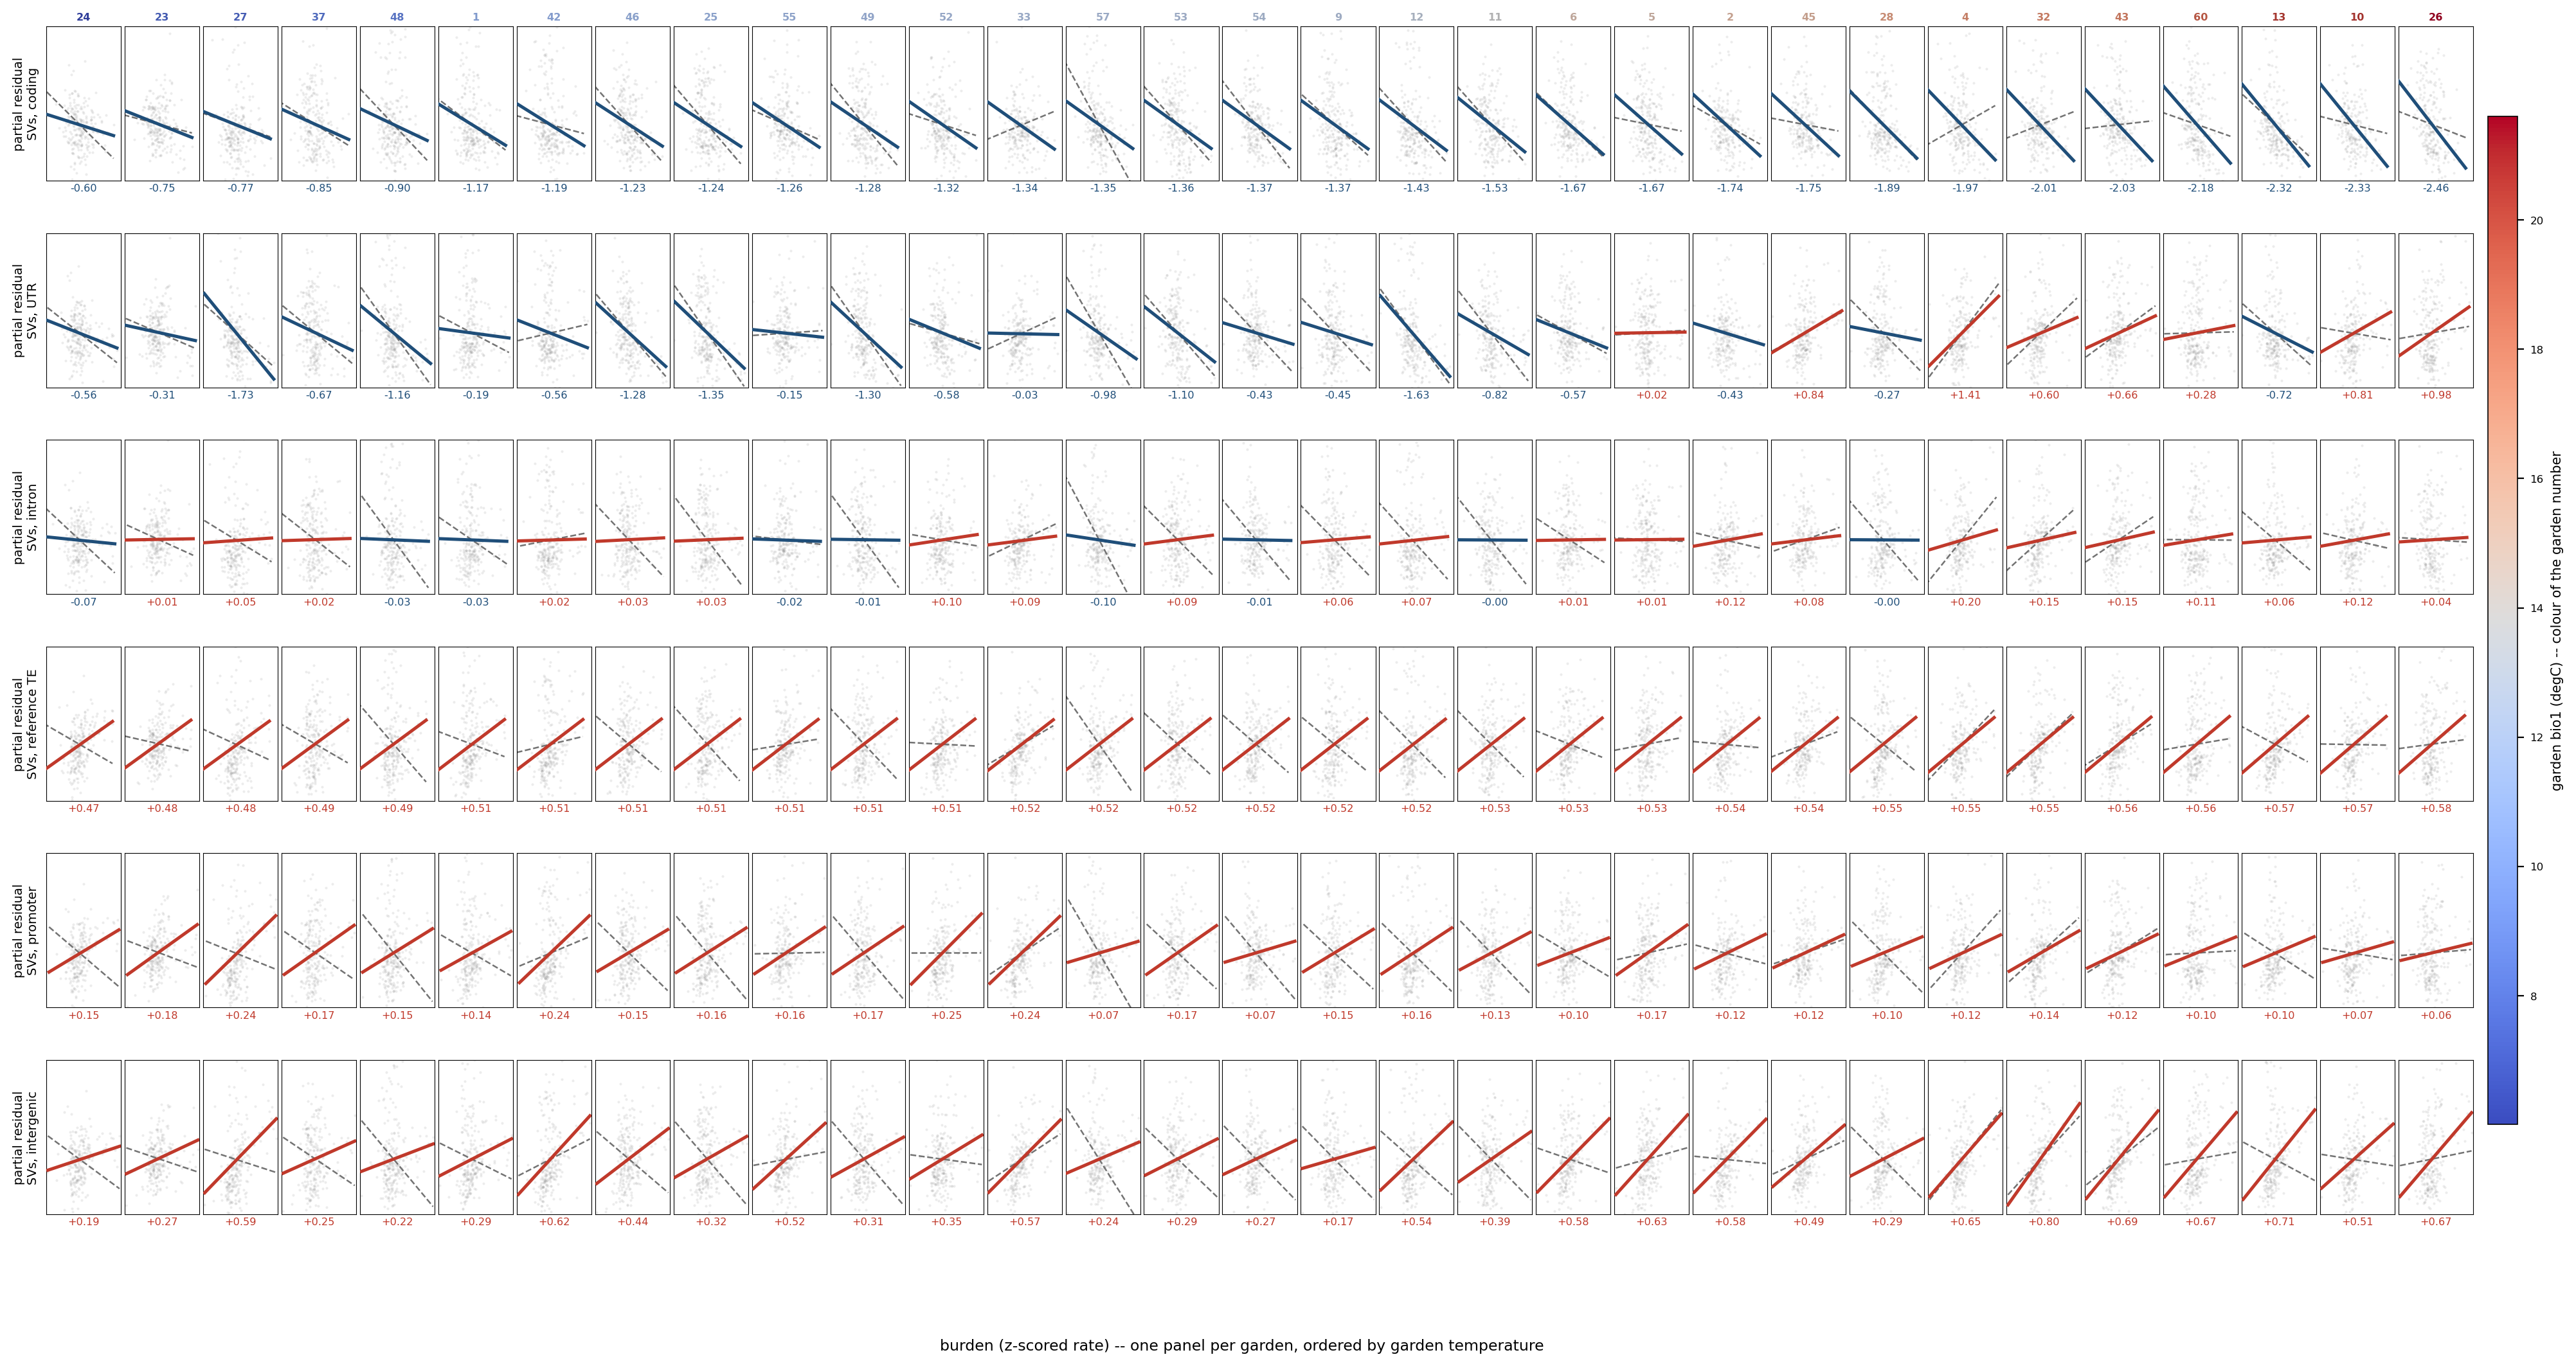 24 23 27 37 48 1 42 46 25 55 49 52 33 57 53 54 9 12 11 6 5 2 45 28 4 32 43 60 13 10 26
partial residual
SVs, coding
-0.60 -0.75 -0.77 -0.85 -0.90 -1.17 -1.19 -1.23 -1.24 -1.26 -1.28 -1.32 -1.34 -1.35 -1.36 -1.37 -1.37 -1.43 -1.53 -1.67 -1.67 -1.74 -1.75 -1.89 -1.97 -2.01 -2.03 -2.18 -2.32 -2.33 -2.46
partial residual
SVs, UTR
-0.56 -0.31 -1.73 -0.67 -1.16 -0.19 -0.56 -1.28 -1.35 -0.15 -1.30 -0.58 -0.03 -0.98 -1.10 -0.43 -0.45 -1.63 -0.82 -0.57 +0.02 -0.43 +0.84 -0.27 +1.41 +0.60 +0.66 +0.28 -0.72 +0.81 +0.98
partial residual
SVs, intron
-0.07 +0.01 +0.05 +0.02 -0.03 -0.03 +0.02 +0.03 +0.03 -0.02 -0.01 +0.10 +0.09 -0.10 +0.09 -0.01 +0.06 +0.07 -0.00 +0.01 +0.01 +0.12 +0.08 -0.00 +0.20 +0.15 +0.15 +0.11 +0.06 +0.12 +0.04
partial residual
SVs, reference TE
+0.47 +0.48 +0.48 +0.49 +0.49 +0.51 +0.51 +0.51 +0.51 +0.51 +0.51 +0.51 +0.52 +0.52 +0.52 +0.52 +0.52 +0.52 +0.53 +0.53 +0.53 +0.54 +0.54 +0.55 +0.55 +0.55 +0.56 +0.56 +0.57 +0.57 +0.58
partial residual
SVs, promoter
+0.15 +0.18 +0.24 +0.17 +0.15 +0.14 +0.24 +0.15 +0.16 +0.16 +0.17 +0.25 +0.24 +0.07 +0.17 +0.07 +0.15 +0.16 +0.13 +0.10 +0.17 +0.12 +0.12 +0.10 +0.12 +0.14 +0.12 +0.10 +0.10 +0.07 +0.06
partial residual
SVs, intergenic
+0.19 +0.27 +0.59 +0.25 +0.22 +0.29 +0.62 +0.44 +0.32 +0.52 +0.31 +0.35 +0.57 +0.24 +0.29 +0.27 +0.17 +0.54 +0.39 +0.58 +0.63 +0.58 +0.49 +0.29 +0.65 +0.80 +0.69 +0.67 +0.71 +0.51 +0.67
burden (z-scored rate) -- one panel per garden, ordered by garden temperature
20
18
16
14
12
10
8
garden bio1 (degC) -- colour of the garden number